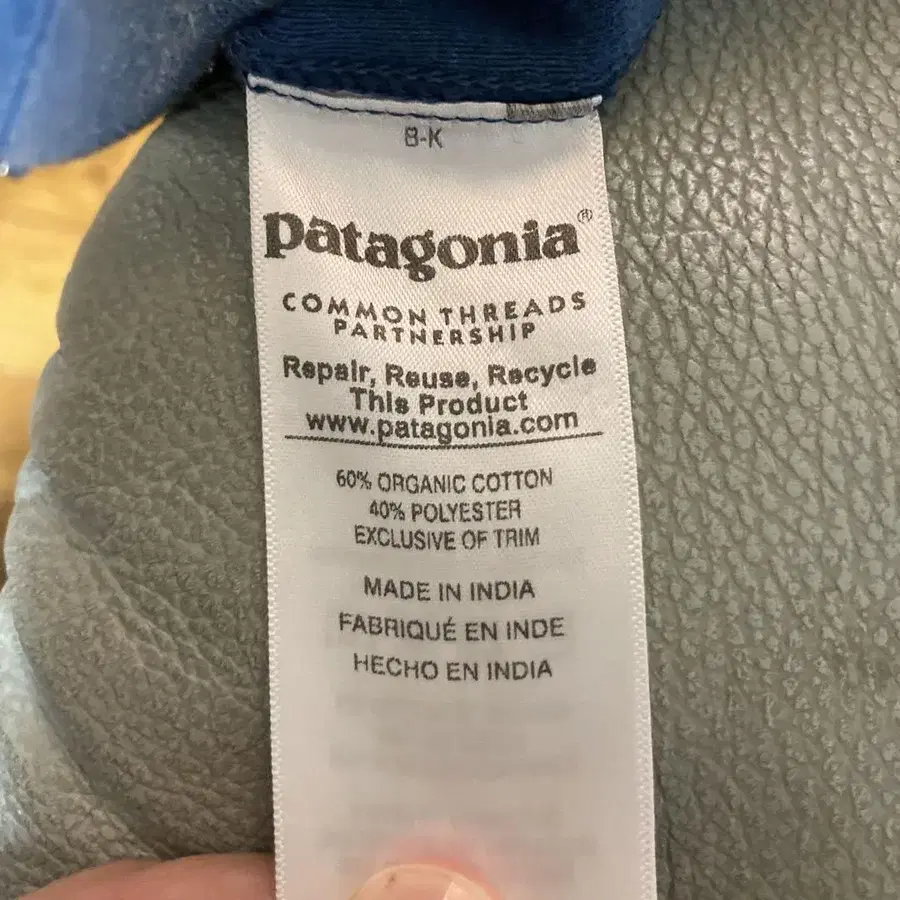 8-K
patagonia®
COMMON THREADS
PARTNERSHIP
Repair, Reuse, Recycle
This Product
www.patagonia.com
60% ORGANIC COTTON
40% POLYESTER
EXCLUSIVE OF TRIM
MADE IN INDIA
FABRIQUÉ EN INDE
HECHO EN INDIA